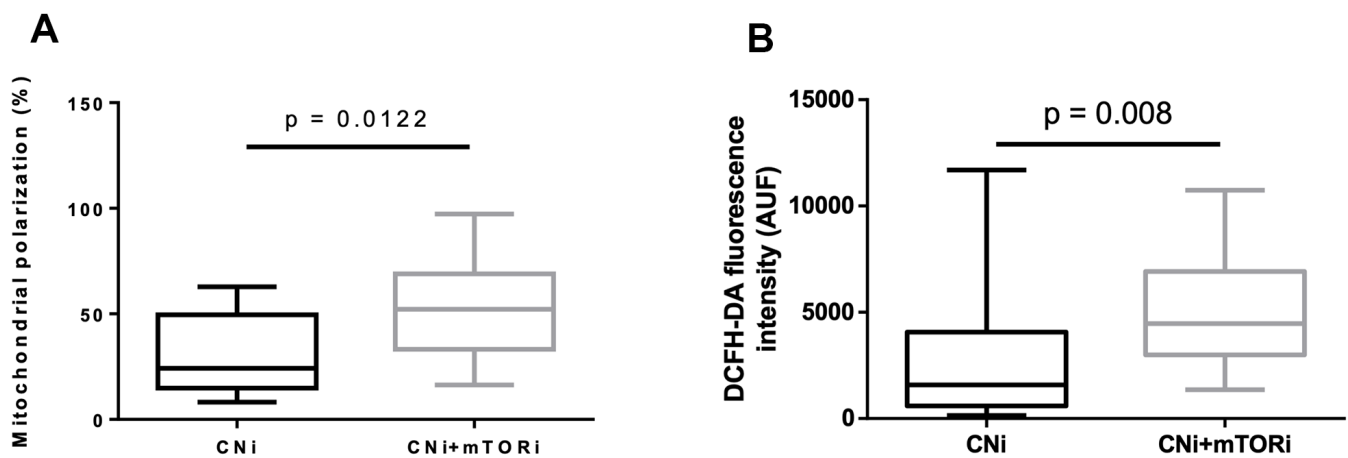 A
Mitochondrial polarization (%)
150
100
50
0
p = 0.0122
CNi
CNi+mTORi
B
DCFH-DA fluorescence
intensity (AUF)
15000
10000
5000
0
p = 0.008
CNi
CNi+mTORi